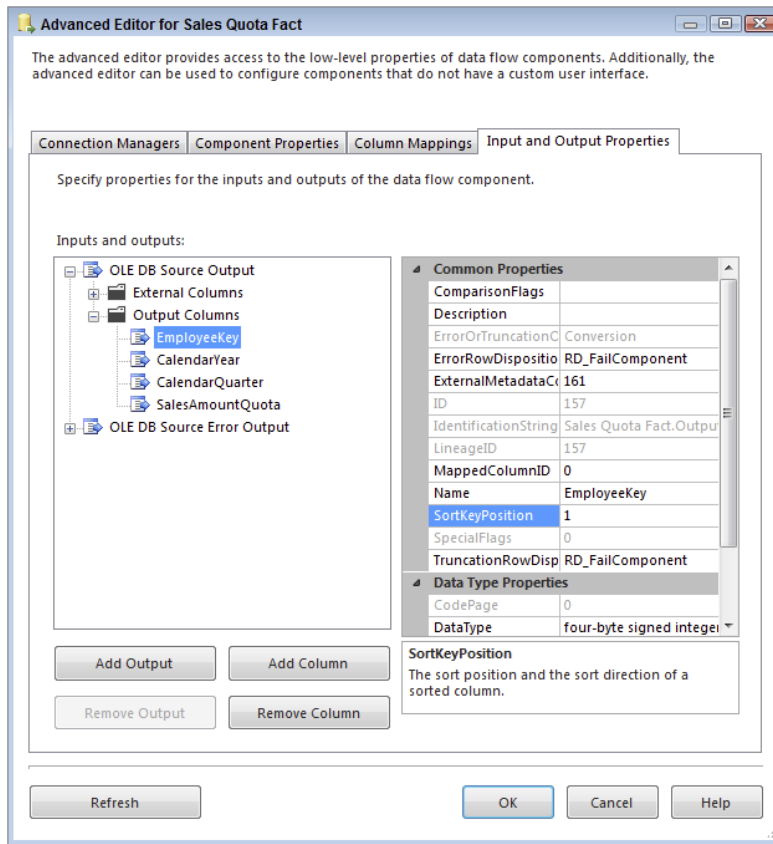 Advanced Editor for Sales Quota Fact
The advanced editor provides access to the low-level properties of data flow components. Additionally, the
advanced editor can be used to configure components that do not have a custom user interface.
Connection Managers Component Properties Column Mappings Input and Output Properties
Specify properties for the inputs and outputs of the data flow component.
Inputs and outputs:
OLE DB Source Output
External Columns
Output Columns
EmployeeKey
CalendarYear
CalendarQuarter
SalesAmountQuota
OLE DB Source Error Output
Common Properties
ComparisonFlags
Description
ErrorOrTruncationC Conversion
ErrorRowDispositio RD_FailComponent
ExternalMetadataCo 161
ID 157
IdentificationString Sales Quota Fact.Outpu
LineageID 157
MappedColumnID 0
Name EmployeeKey
SortKeyPosition 1
SpecialFlags 0
TruncationRowDisp RD_FailComponent
Data Type Properties
CodePage 0
DataType four-byte signed integer
Add Output Add Column
Remove Output Remove Column
SortKeyPosition
The sort position and the sort direction of a
sorted column.
Refresh OK Cancel Help